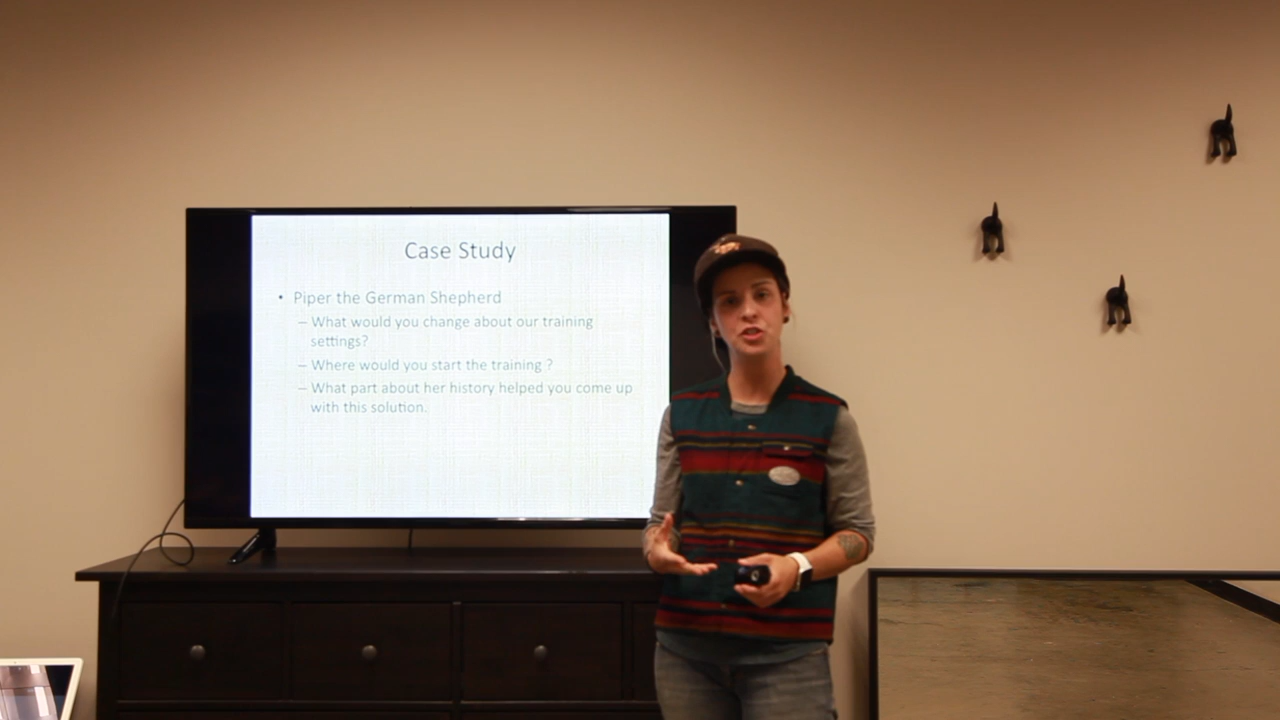 Case Study
• Piper the German Shepherd
– What would you change about our training
settings?
– Where would you start the training ?
– What part about her history helped you come up
with this solution.